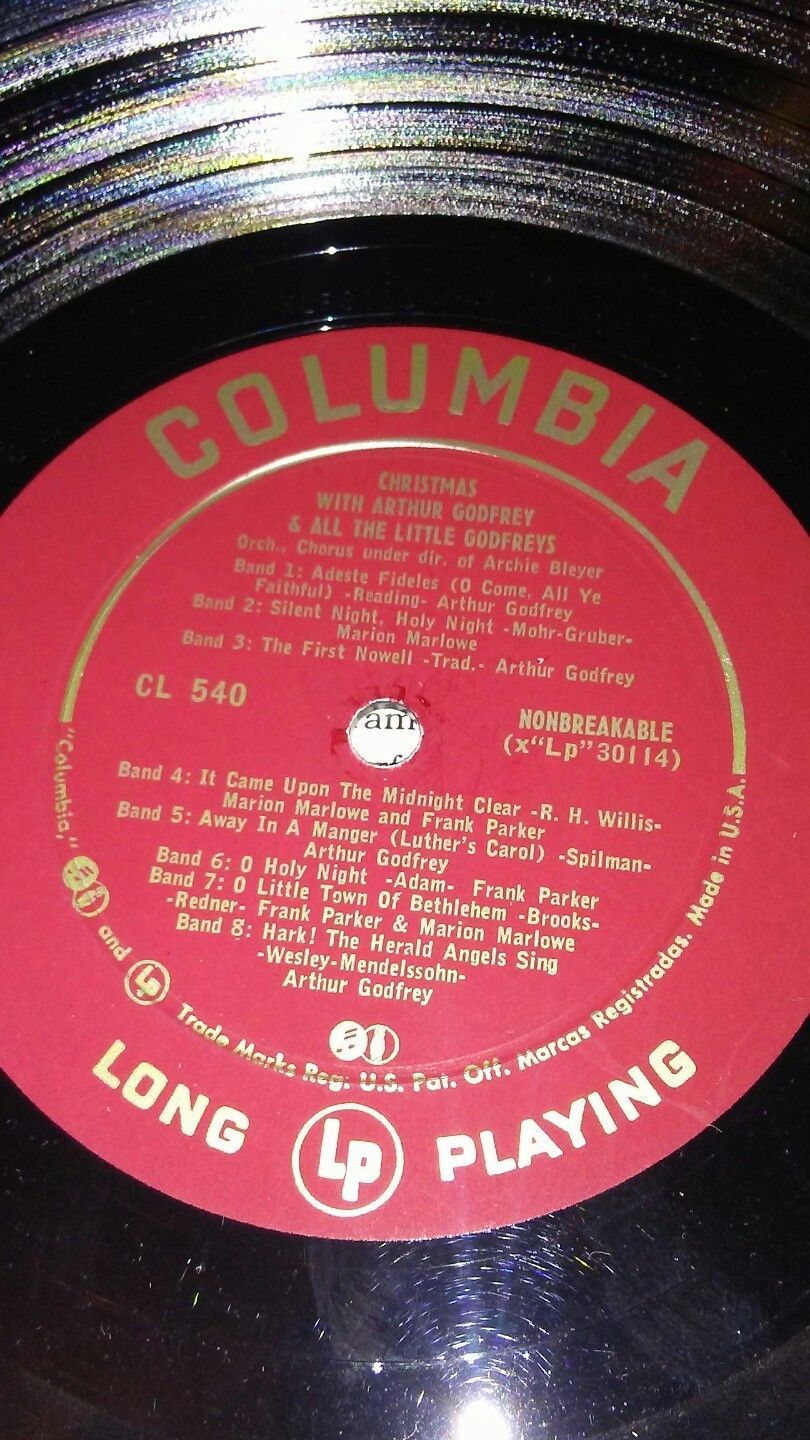 COLUMBIA
CHRISTMAS
WITH ARTHUR GODFREY
& ALL THE LITTLE GODFREYS
Orch., Chorus under dir. of Archie Bleyer
Band 1: Adeste Fideles (O Come, All Ye
Faithful) -Reading- Arthur Godfrey
Band 2: Silent Night, Holy Night -Mohr-Gruber-
Marion Marlowe
Band 3: The First Nowell -Trad.- Arthur Godfrey
CL 540
am
NONBREAKABLE
(x"Lp"30114)
Band 4: It Came Upon The Midnight Clear -R. H. Willis-
Marion Marlowe and Frank Parker
Band 5: Away In A Manger (Luther's Carol) -Spilman-
Arthur Godfrey
Band 6: O Holy Night -Adam- Frank Parker
Band 7: O Little Town Of Bethlehem -Brooks-
-Redner- Frank Parker & Marion Marlowe
Band 8: Hark! The Herald Angels Sing
-Wesley-Mendelssohn-
Arthur Godfrey
"Columbia," and Lp Trade Marks Reg. U.S. Pat. Off. Marcas Registradas. Made in U.S.A.
LONG Lp PLAYING